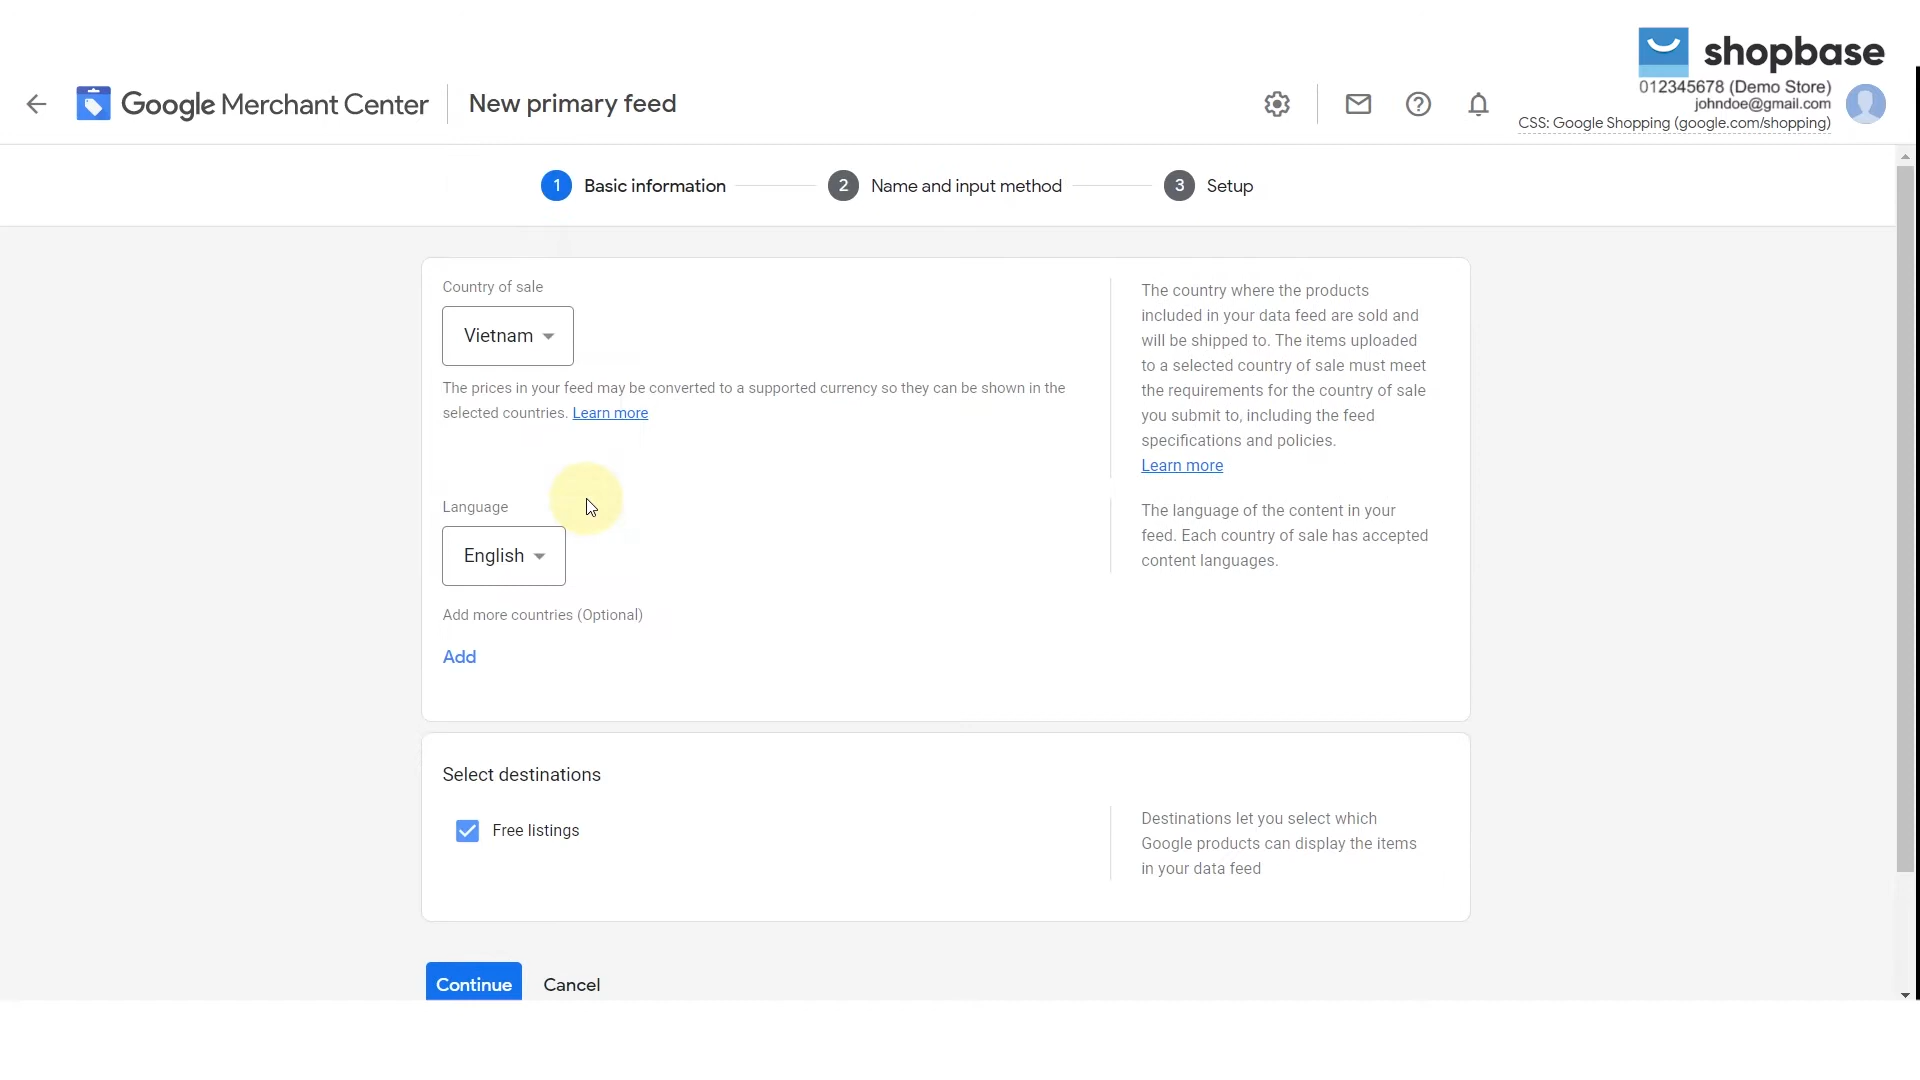 shopbase
Google Merchant Center
New primary feed
012345678 (Demo Store)
johndoe@gmail.com
CSS: Google Shopping (google.com/shopping)
1 Basic information
2 Name and input method
3 Setup
Country of sale
Vietnam
The prices in your feed may be converted to a supported currency so they can be shown in the
selected countries. Learn more
The country where the products
included in your data feed are sold and
will be shipped to. The items uploaded
to a selected country of sale must meet
the requirements for the country of sale
you submit to, including the feed
specifications and policies.
Learn more
Language
English
The language of the content in your
feed. Each country of sale has accepted
content languages.
Add more countries (Optional)
Add
Select destinations
Free listings
Destinations let you select which
Google products can display the items
in your data feed
Continue
Cancel